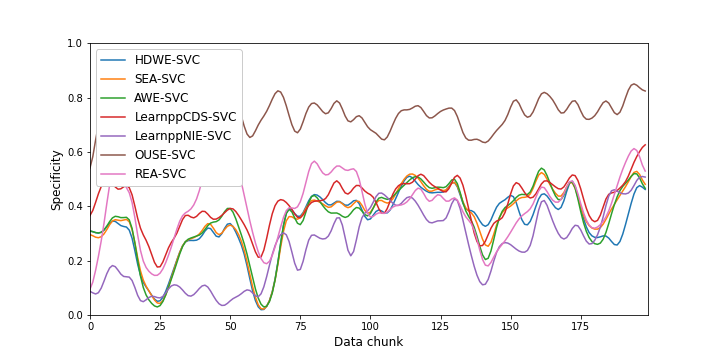 1.0
0.8
0.6
0.4
0.2
0.0
Specificity
HDWE-SVC
SEA-SVC
AWE-SVC
LearnppCDS-SVC
LearnppNIE-SVC
OUSE-SVC
REA-SVC
0 25 50 75 100 125 150 175
Data chunk